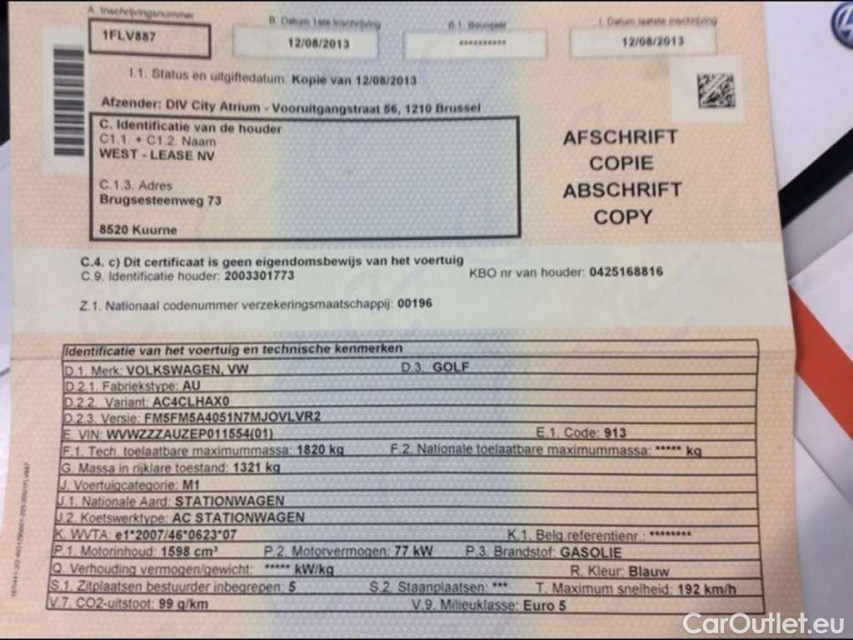 A. Inschrijvingsnummer B. Datum 1ste inschrijving B.1. Bouwjaar I. Datum laatste inschrijving
1FLV887 12/08/2013 ********** 12/08/2013
I.1. Status en uitgiftedatum: Kopie van 12/08/2013
Afzender: DIV City Atrium - Vooruitgangstraat 56, 1210 Brussel
C. Identificatie van de houder
C1.1. + C1.2. Naam
WEST - LEASE NV
C.1.3. Adres
Brugsesteenweg 73
8520 Kuurne
AFSCHRIFT
COPIE
ABSCHRIFT
COPY
C.4. c) Dit certificaat is geen eigendomsbewijs van het voertuig
C.9. Identificatie houder: 2003301773 KBO nr van houder: 0425168816
Z.1. Nationaal codenummer verzekeringsmaatschappij: 00196
Identificatie van het voertuig en technische kenmerken
D.1. Merk: VOLKSWAGEN, VW D.3. GOLF
D.2.1. Fabriekstype: AU
D.2.2. Variant: AC4CLHAX0
D.2.3. Versie: FM5FM5A4051N7MJOVLVR2
E. VIN: WVWZZZAUZEP011554(01) E.1. Code: 913
F.1. Tech. toelaatbare maximummassa: 1820 kg F.2. Nationale toelaatbare maximummassa: ***** kg
G. Massa in rijklare toestand: 1321 kg
J. Voertuigcategorie: M1
J.1. Nationale Aard: STATIONWAGEN
J.2. Koetswerktype: AC STATIONWAGEN
K. WVTA: e1*2007/46*0623*07 K.1. Belg referentienr.: ********
P.1. Motorinhoud: 1598 cm³ P.2. Motorvermogen: 77 kW P.3. Brandstof: GASOLIE
Q. Verhouding vermogen/gewicht: ***** kW/kg R. Kleur: Blauw
S.1. Zitplaatsen bestuurder inbegrepen: 5 S.2. Staanplaatsen: *** T. Maximum snelheid: 192 km/h
V.7. CO2-uitstoot: 99 g/km V.9. Milieuklasse: Euro 5
CarOutlet.eu